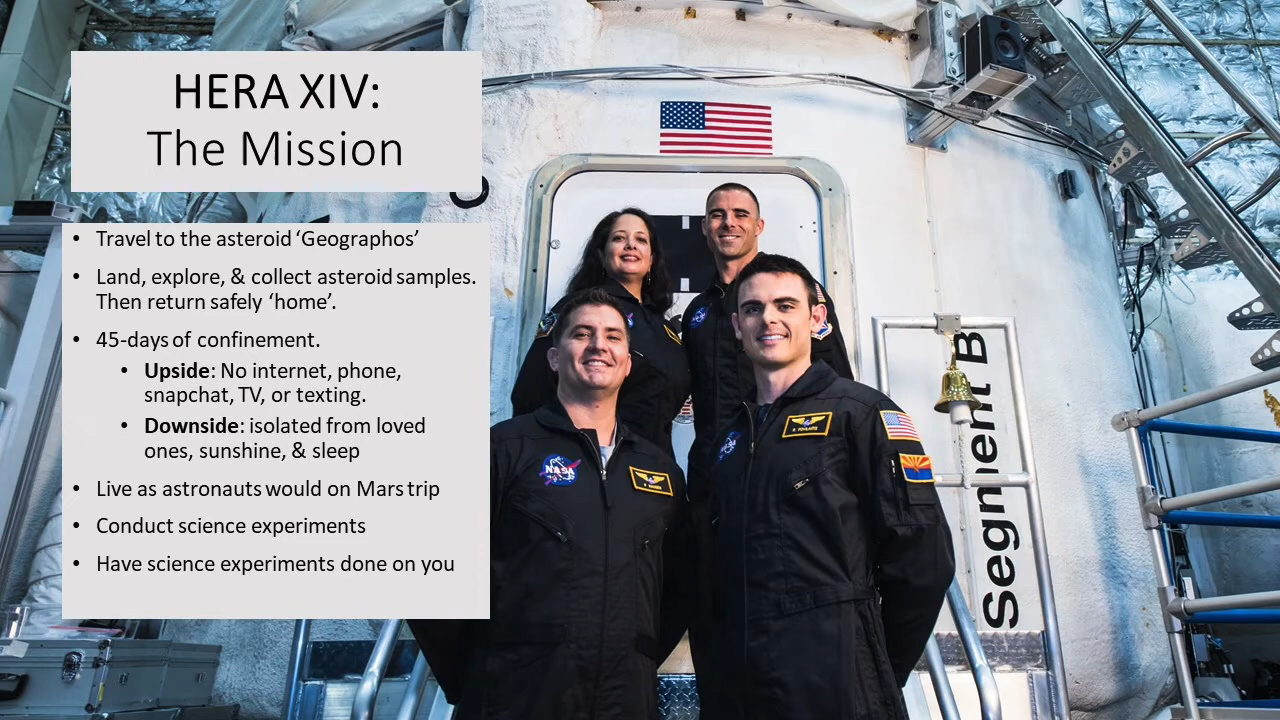 HERA XIV:
The Mission
• Travel to the asteroid ‘Geographos’
• Land, explore, & collect asteroid samples.
Then return safely ‘home’.
• 45-days of confinement.
• Upside: No internet, phone,
snapchat, TV, or texting.
• Downside: isolated from loved
ones, sunshine, & sleep
• Live as astronauts would on Mars trip
• Conduct science experiments
• Have science experiments done on you
NASA
Segment B